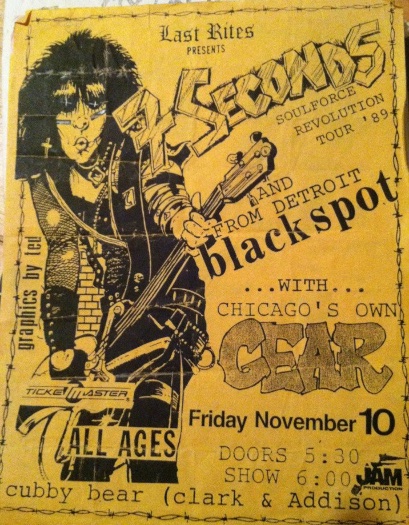 Last Rites
PRESENTS
7 SECONDS
SOULFORCE
REVOLUTION
TOUR '89
AND
FROM DETROIT
blackspot
...WITH...
CHICAGO'S OWN
GEAR
graphics by ted
TICKETMASTER
ALL AGES
Friday November 10
DOORS 5:30
SHOW 6:00
JAM
PRODUCTION
cubby bear (clark & Addison)